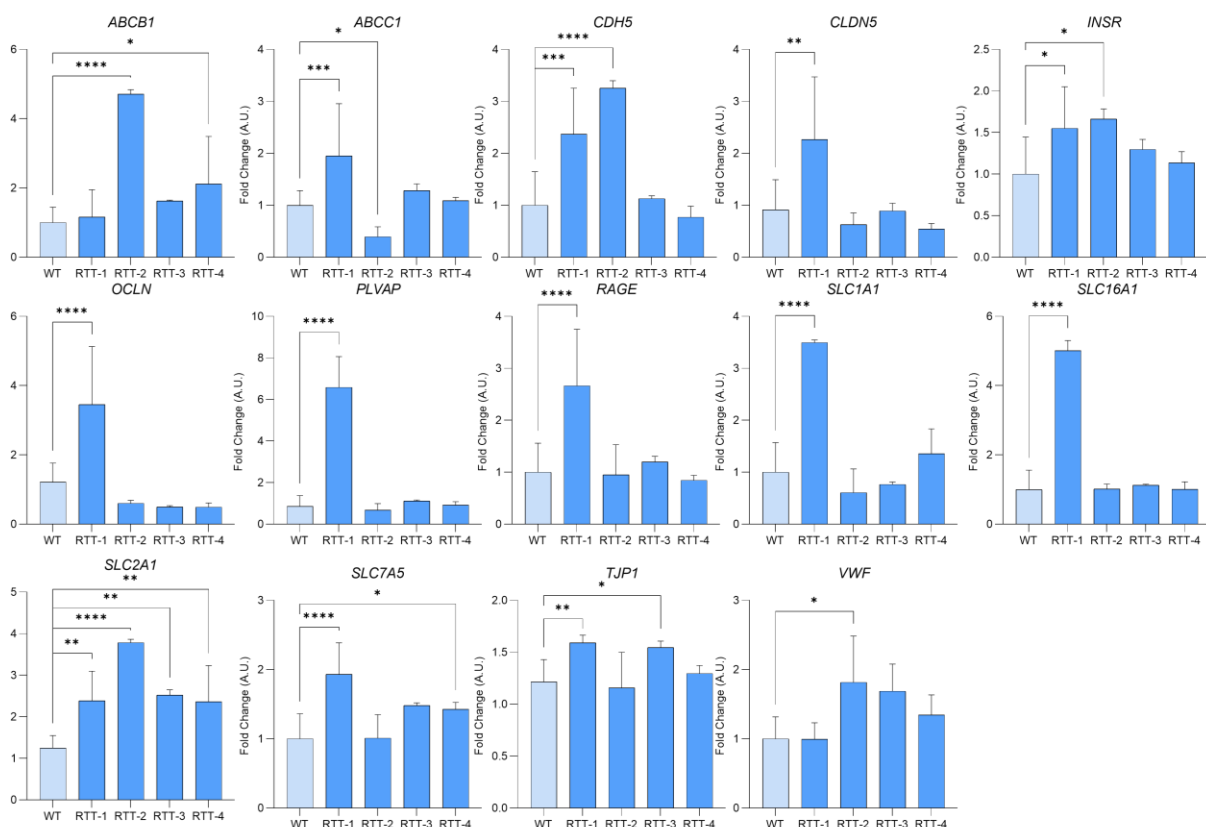 ABCB1 ABCC1 CDH5 CLDN5 INSR
6 4 2 0
* ****
WT RTT-1 RTT-2 RTT-3 RTT-4
Fold Change (A.U.)
4 3 2 1 0
* ***
WT RTT-1 RTT-2 RTT-3 RTT-4
Fold Change (A.U.)
4 3 2 1 0
**** ***
WT RTT-1 RTT-2 RTT-3 RTT-4
Fold Change (A.U.)
4 3 2 1 0
**
WT RTT-1 RTT-2 RTT-3 RTT-4
Fold Change (A.U.)
2.5 2.0 1.5 1.0 0.5 0.0
* *
WT RTT-1 RTT-2 RTT-3 RTT-4
OCLN PLVAP RAGE SLC1A1 SLC16A1
6 4 2 0
****
WT RTT-1 RTT-2 RTT-3 RTT-4
Fold Change (A.U.)
10 8 6 4 2 0
****
WT RTT-1 RTT-2 RTT-3 RTT-4
Fold Change (A.U.)
4 3 2 1 0
****
WT RTT-1 RTT-2 RTT-3 RTT-4
Fold Change (A.U.)
4 3 2 1 0
****
WT RTT-1 RTT-2 RTT-3 RTT-4
Fold Change (A.U.)
6 4 2 0
****
WT RTT-1 RTT-2 RTT-3 RTT-4
SLC2A1 SLC7A5 TJP1 VWF
5 4 3 2 1 0
** ** **** **
WT RTT-1 RTT-2 RTT-3 RTT-4
Fold Change (A.U.)
3 2 1 0
* ****
WT RTT-1 RTT-2 RTT-3 RTT-4
Fold Change (A.U.)
2.0 1.5 1.0 0.5 0.0
* **
WT RTT-1 RTT-2 RTT-3 RTT-4
Fold Change (A.U.)
3 2 1 0
*
WT RTT-1 RTT-2 RTT-3 RTT-4